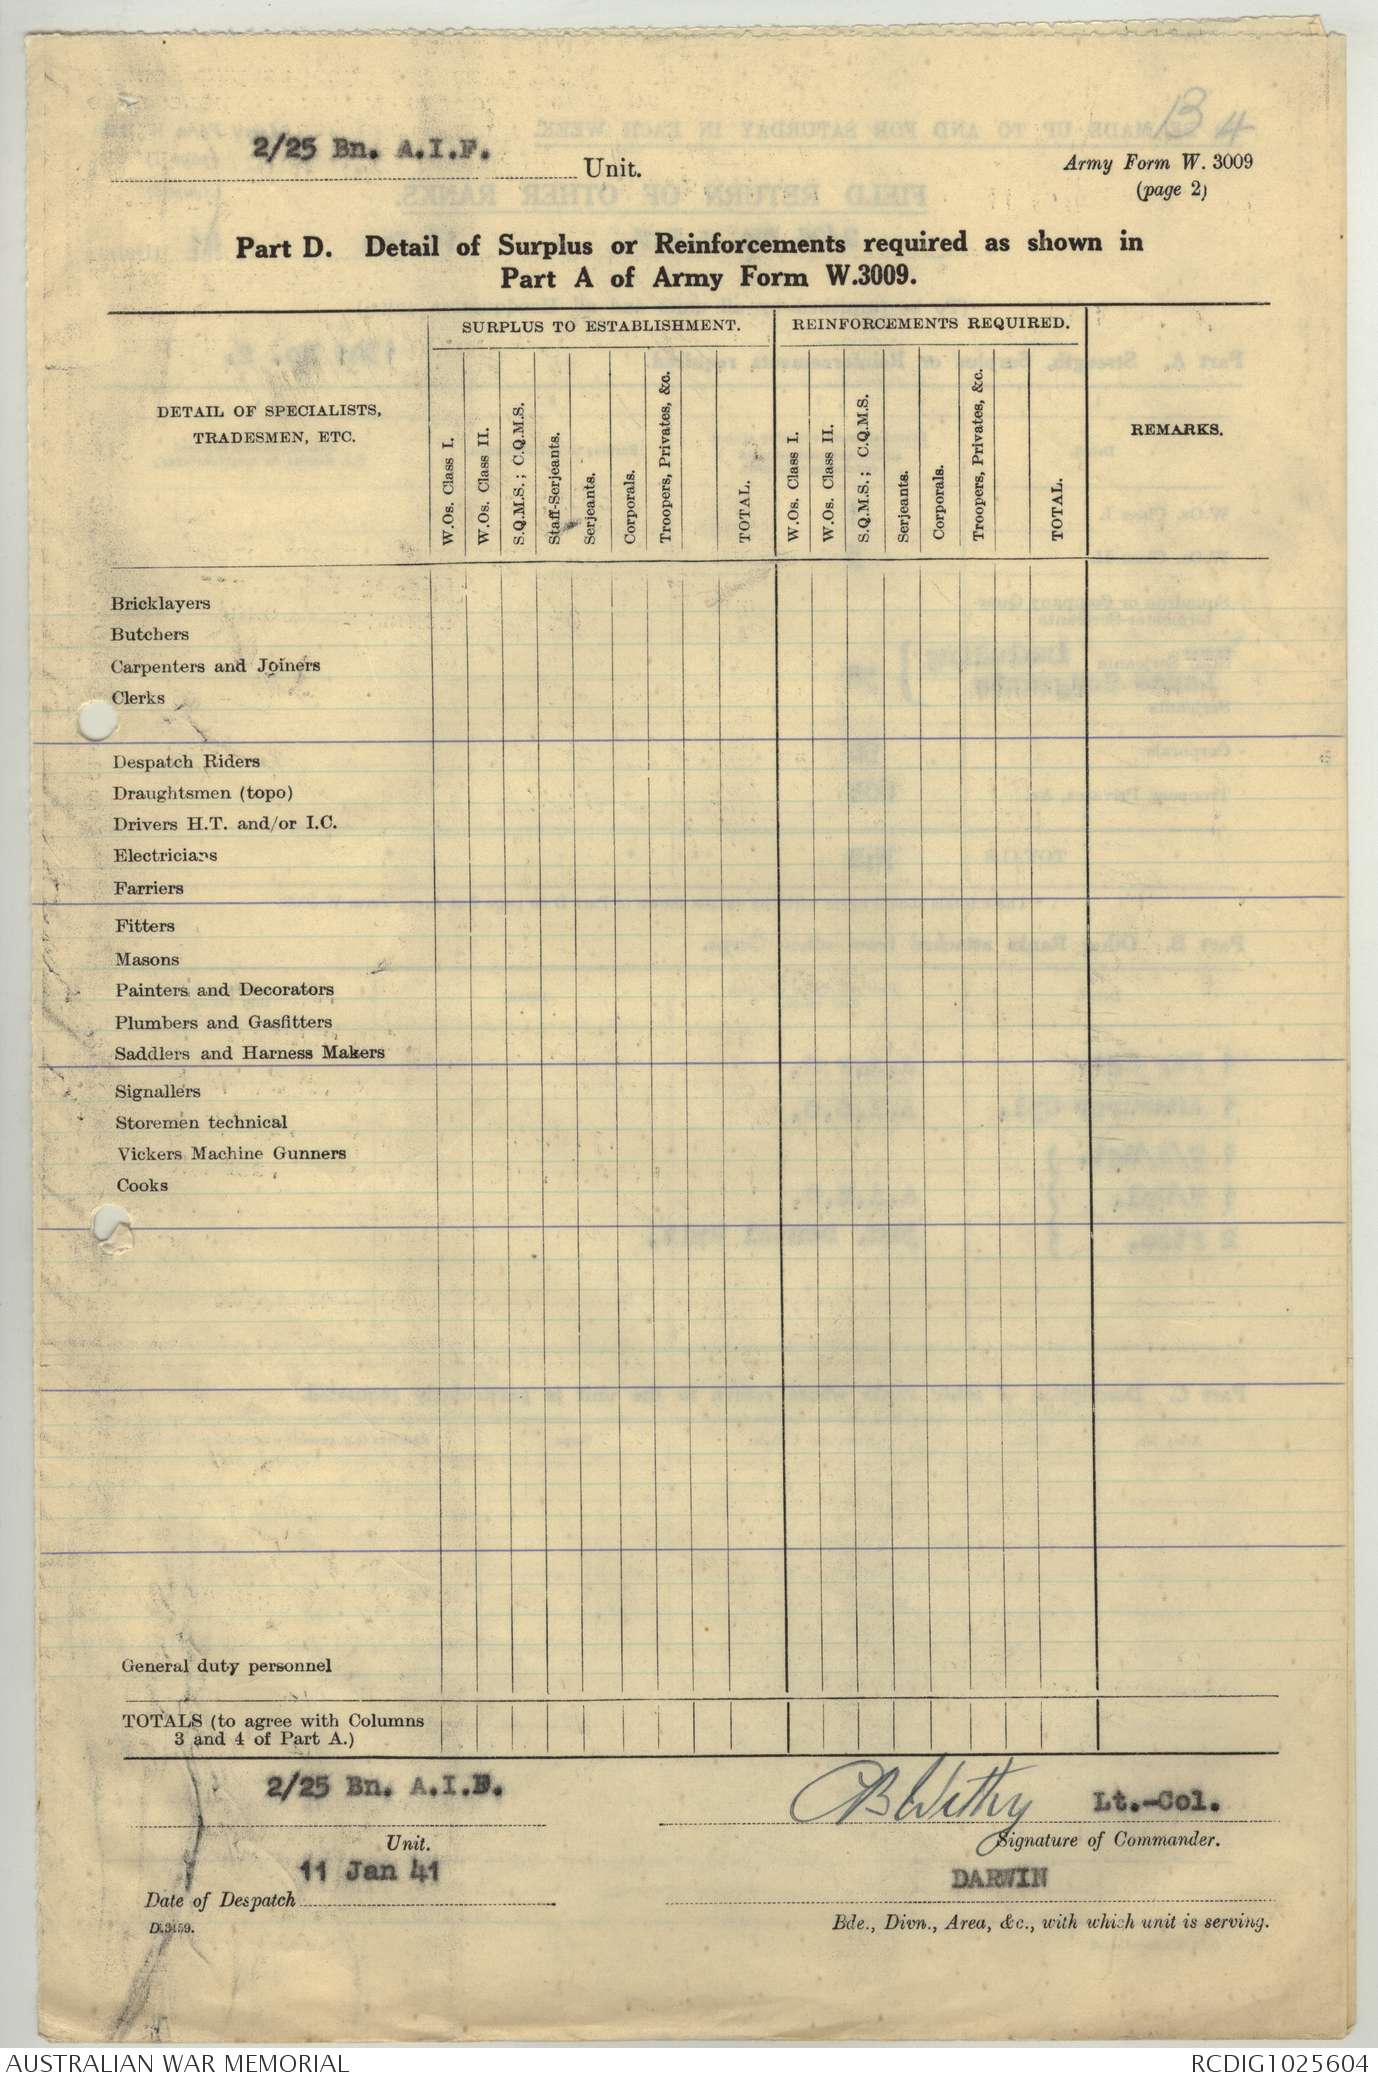 B 4
2/25 Bn. A.I.F. Unit.
Army Form W. 3009
(page 2)
Part D. Detail of Surplus or Reinforcements required as shown in
Part A of Army Form W.3009.
DETAIL OF SPECIALISTS,
TRADESMEN, ETC.
SURPLUS TO ESTABLISHMENT.
W.Os. Class I.
W.Os. Class II.
S.Q.M.S.; C.Q.M.S.
Staff-Serjeants.
Serjeants.
Corporals.
Troopers, Privates, &c.
TOTAL.
REINFORCEMENTS REQUIRED.
W.Os. Class I.
W.Os. Class II.
S.Q.M.S.; C.Q.M.S.
Serjeants.
Corporals.
Troopers, Privates, &c.
TOTAL.
REMARKS.
Bricklayers
Butchers
Carpenters and Joiners
Clerks
Despatch Riders
Draughtsmen (topo)
Drivers H.T. and/or I.C.
Electricians
Farriers
Fitters
Masons
Painters and Decorators
Plumbers and Gasfitters
Saddlers and Harness Makers
Signallers
Storemen technical
Vickers Machine Gunners
Cooks
General duty personnel
TOTALS (to agree with Columns
3 and 4 of Part A.)
2/25 Bn. A.I.F.
Unit.
CB Withy Lt.-Col.
Signature of Commander.
11 Jan 41
Date of Despatch
DARWIN
Bde., Divn., Area, &c., with which unit is serving.
D.3459.
AUSTRALIAN WAR MEMORIAL
RCDIG1025604